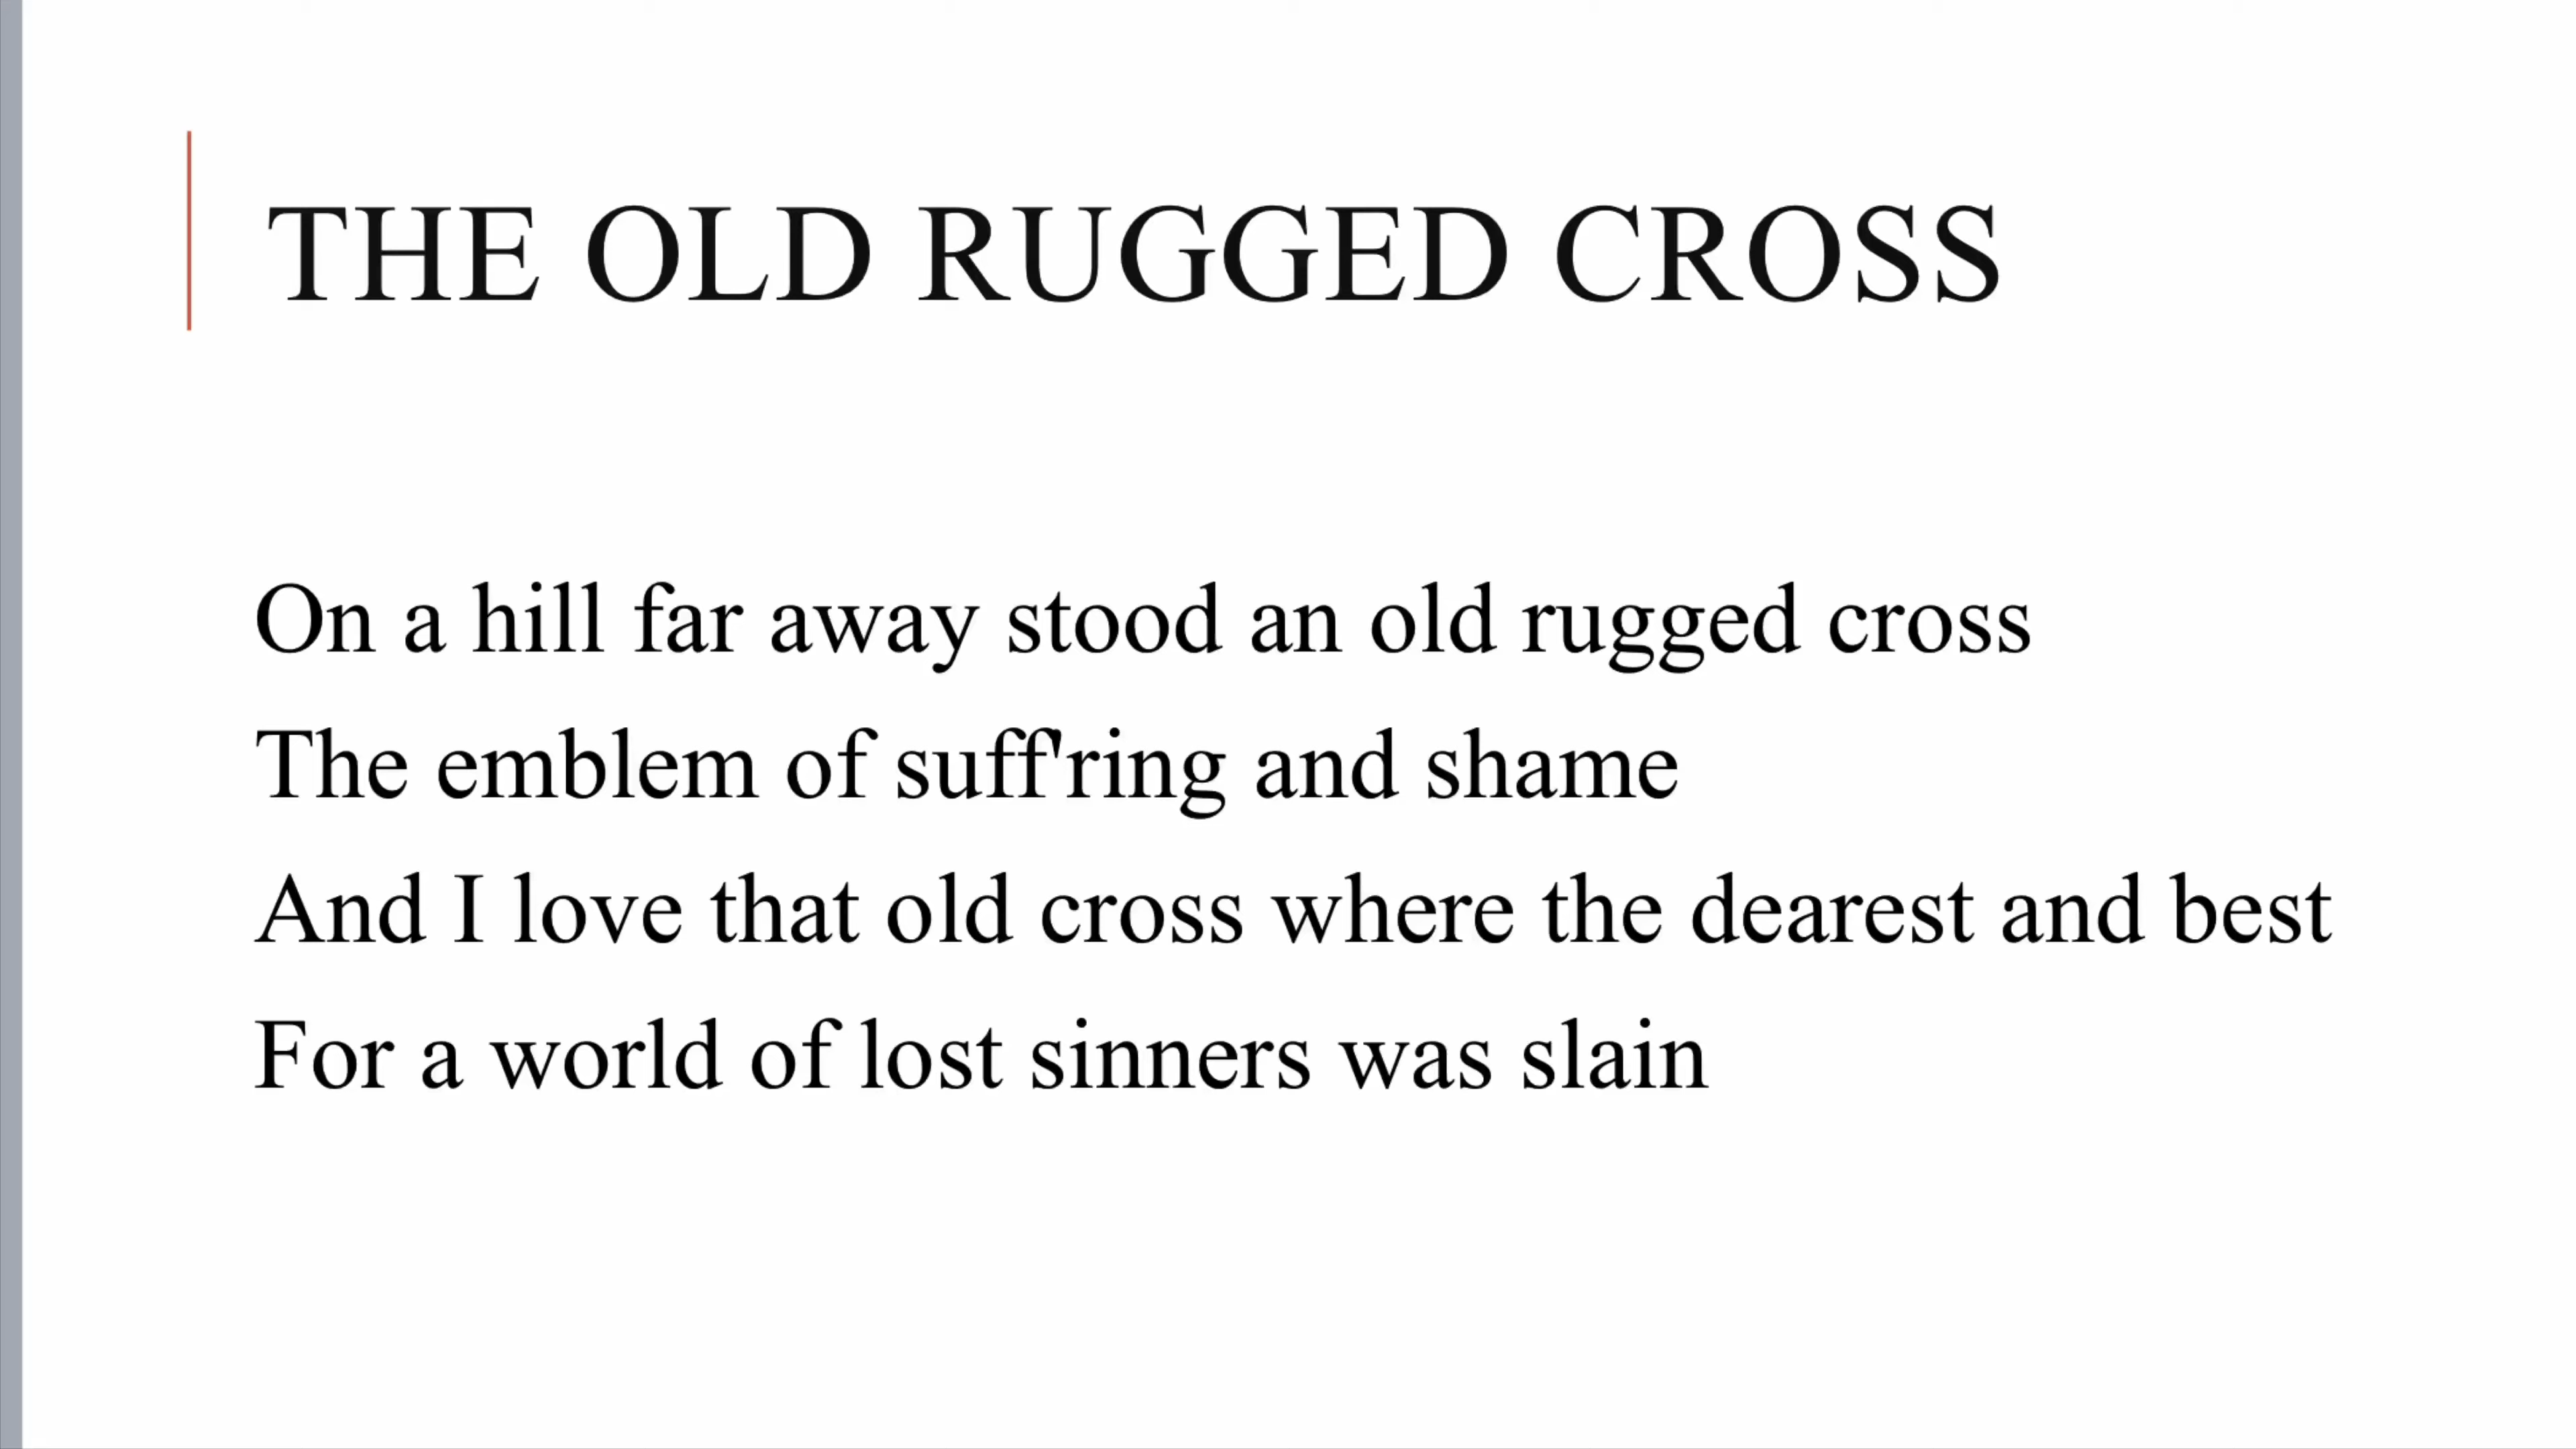 THE OLD RUGGED CROSS
On a hill far away stood an old rugged cross
The emblem of suff'ring and shame
And I love that old cross where the dearest and best
For a world of lost sinners was slain